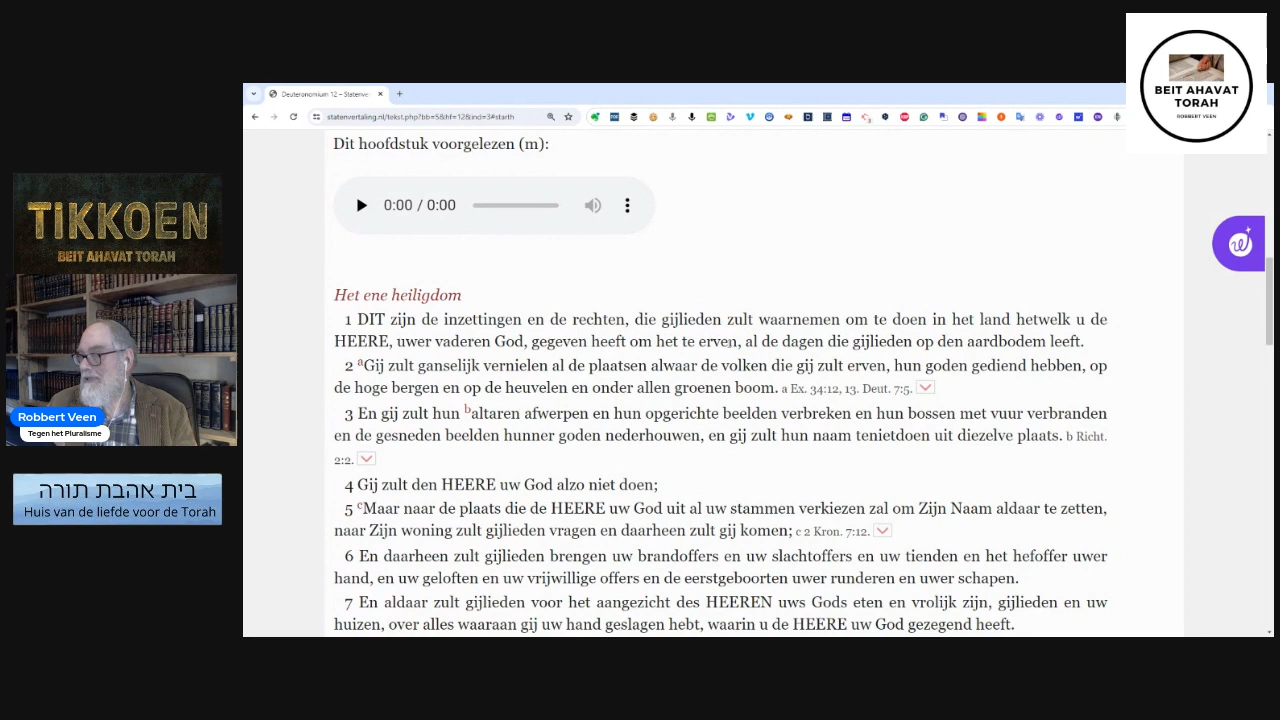 BEIT AHAVAT
TORAH
ROBBERT VEEN
Deuteronomium 12 – Statenve
statenvertaling.nl/tekst.php?bb=5&hf=12&ind=3#starth
Dit hoofdstuk voorgelezen (m):
0:00 / 0:00
TIKKOEN
BEIT AHAVAT TORAH
Robbert Veen
Tegen het Pluralisme
בית אהבת תורה
Huis van de liefde voor de Torah
Het ene heiligdom
1 DIT zijn de inzettingen en de rechten, die gijlieden zult waarnemen om te doen in het land hetwelk u de
HEERE, uwer vaderen God, gegeven heeft om het te erven, al de dagen die gijlieden op den aardbodem leeft.
2 aGij zult ganselijk vernielen al de plaatsen alwaar de volken die gij zult erven, hun goden gediend hebben, op
de hoge bergen en op de heuvelen en onder allen groenen boom. a Ex. 34:12, 13. Deut. 7:5.
3 En gij zult hun baltaren afwerpen en hun opgerichte beelden verbreken en hun bossen met vuur verbranden
en de gesneden beelden hunner goden nederhouwen, en gij zult hun naam tenietdoen uit diezelve plaats. b Richt.
2:2.
4 Gij zult den HEERE uw God alzo niet doen;
5 cMaar naar de plaats die de HEERE uw God uit al uw stammen verkiezen zal om Zijn Naam aldaar te zetten,
naar Zijn woning zult gijlieden vragen en daarheen zult gij komen; c 2 Kron. 7:12.
6 En daarheen zult gijlieden brengen uw brandoffers en uw slachtoffers en uw tienden en het hefoffer uwer
hand, en uw geloften en uw vrijwillige offers en de eerstgeboorten uwer runderen en uwer schapen.
7 En aldaar zult gijlieden voor het aangezicht des HEEREN uws Gods eten en vrolijk zijn, gijlieden en uw
huizen, over alles waaraan gij uw hand geslagen hebt, waarin u de HEERE uw God gezegend heeft.